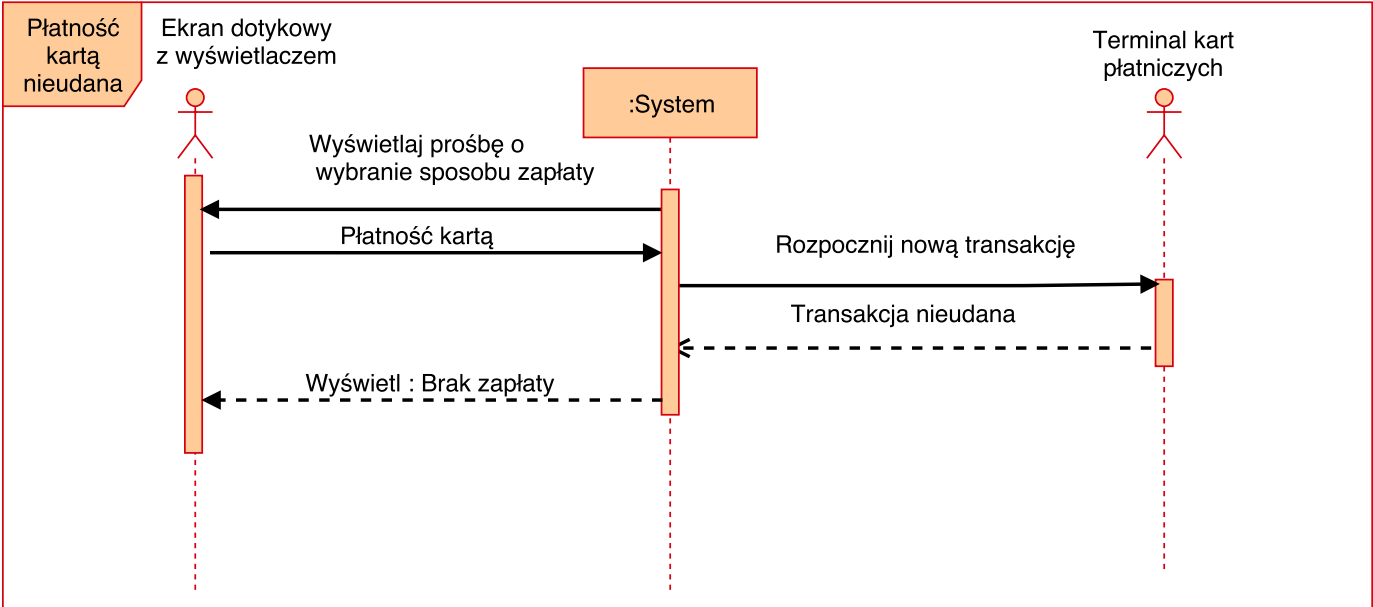 Płatność
kartą
nieudana
Ekran dotykowy
z wyświetlaczem
:System
Terminal kart
płatniczych
Wyświetlaj prośbę o
wybranie sposobu zapłaty
Płatność kartą
Rozpocznij nową transakcję
Transakcja nieudana
Wyświetl : Brak zapłaty